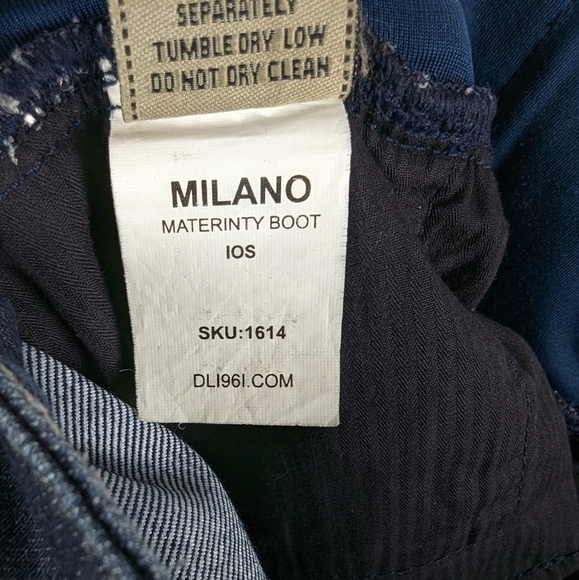 SEPARATELY
TUMBLE DRY LOW
DO NOT DRY CLEAN
MILANO
MATERINTY BOOT
IOS
SKU:1614
DLI96I.COM